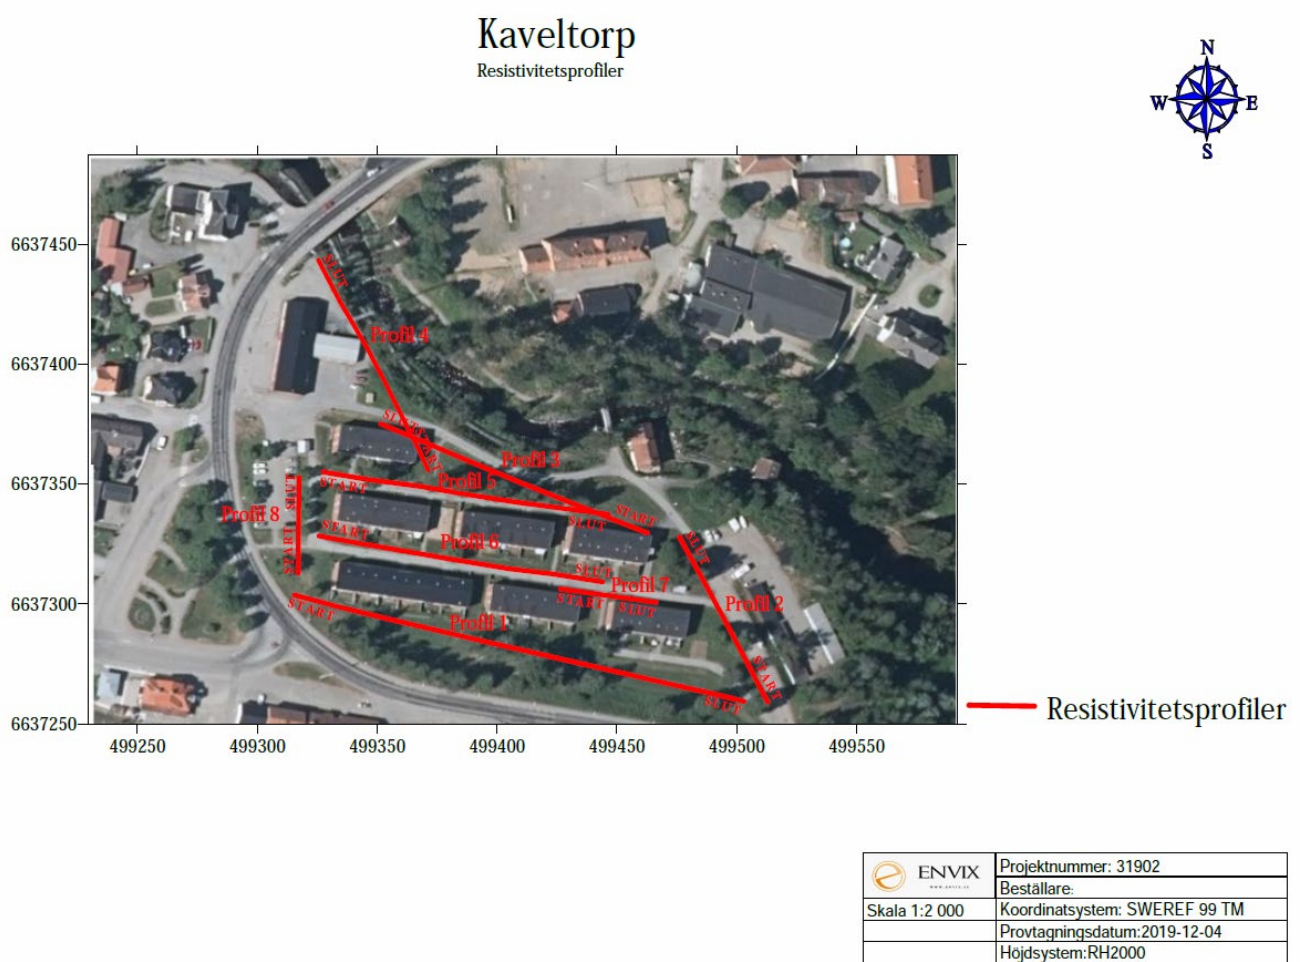 Kaveltorp
Resistivitetsprofiler
N
W E
S
6637450
6637400
6637350
6637300
6637250
499250 499300 499350 499400 499450 499500 499550
SLUT
Profil 4
START
SLUT
Profil 3
START
START
Profil 5
SLUT
SLUT
Profil 8
START
START
Profil 6
SLUT
Profil 7
START SLUT
SLUT
Profil 2
START
START
Profil 1
SLUT
Resistivitetsprofiler
ENVIX
www.envix.se
Projektnummer: 31902
Beställare:
Skala 1:2 000
Koordinatsystem: SWEREF 99 TM
Provtagningsdatum:2019-12-04
Höjdsystem:RH2000